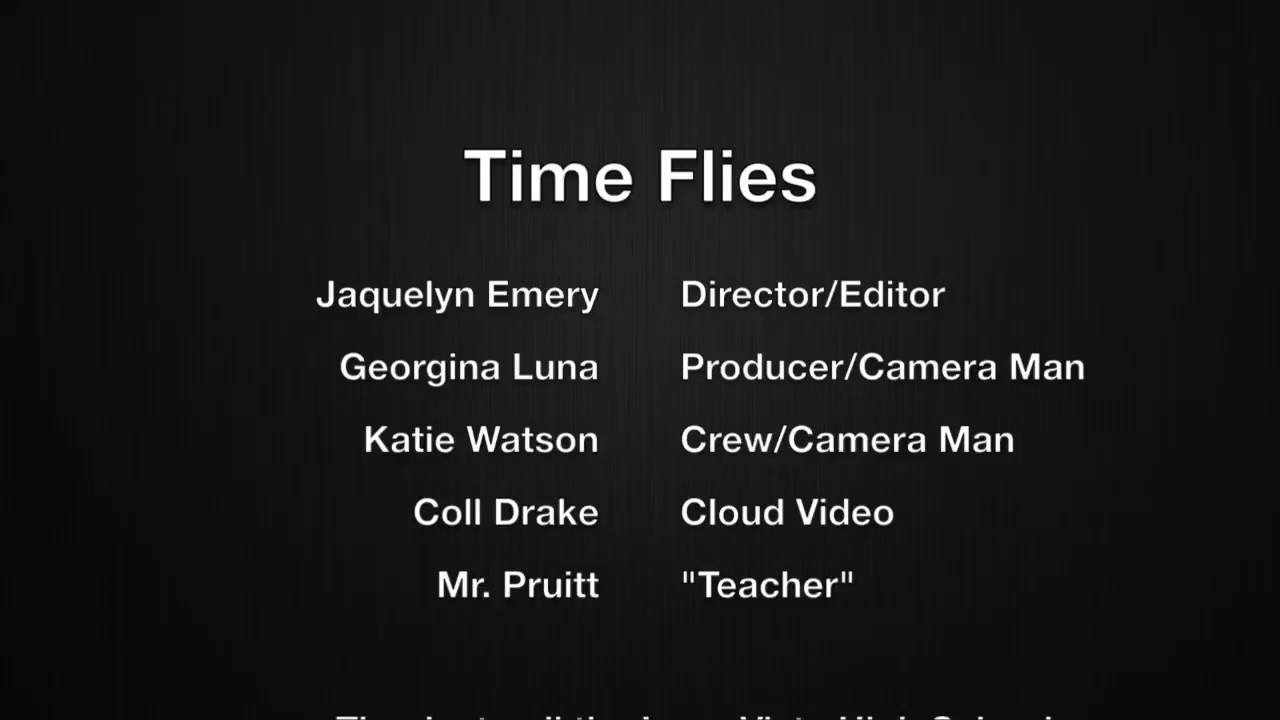 Time Flies
Jaquelyn Emery Director/Editor
Georgina Luna Producer/Camera Man
Katie Watson Crew/Camera Man
Coll Drake Cloud Video
Mr. Pruitt "Teacher"